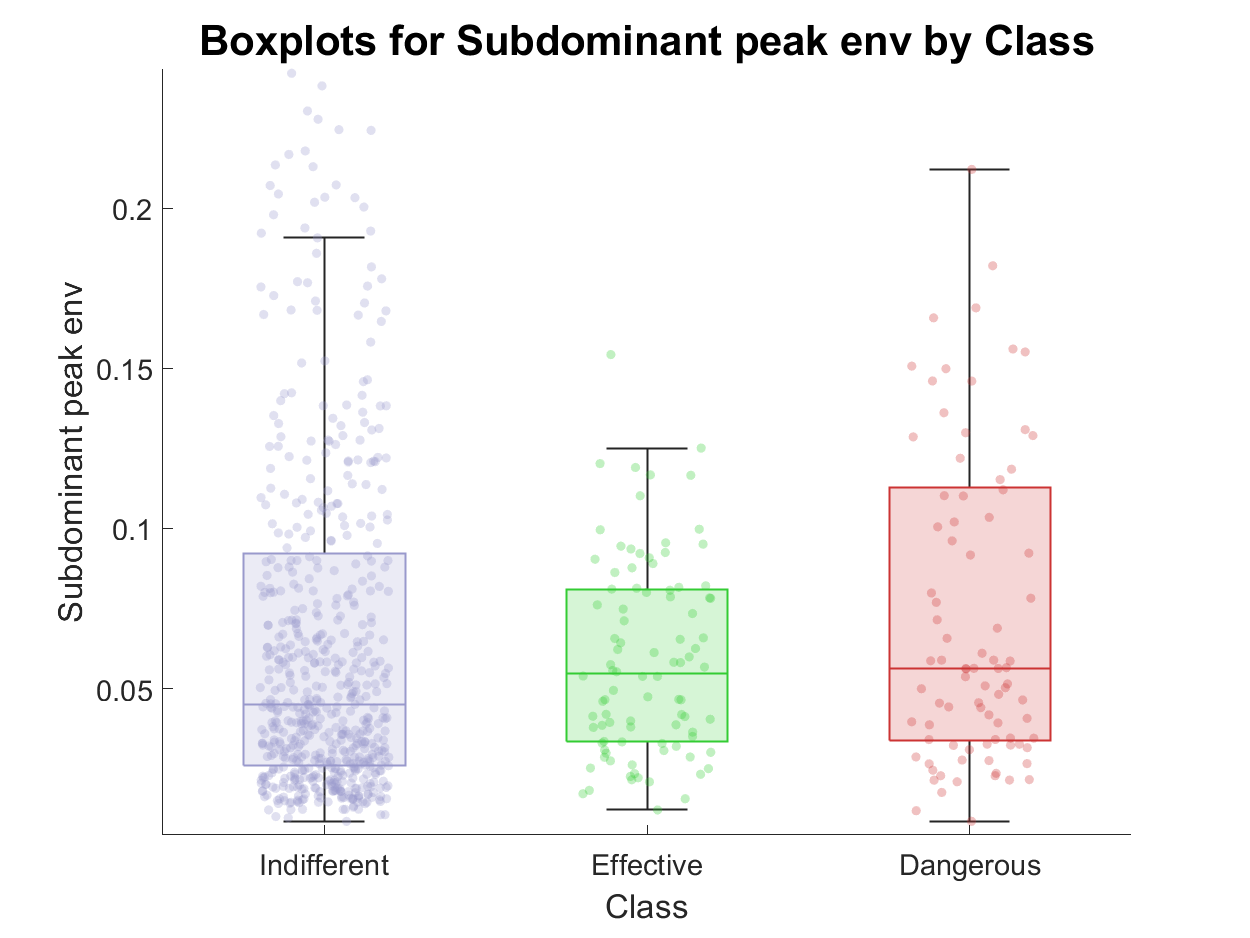 Boxplots for Subdominant peak env by Class
Subdominant peak env
0.2
0.15
0.1
0.05
Indifferent
Effective
Dangerous
Class